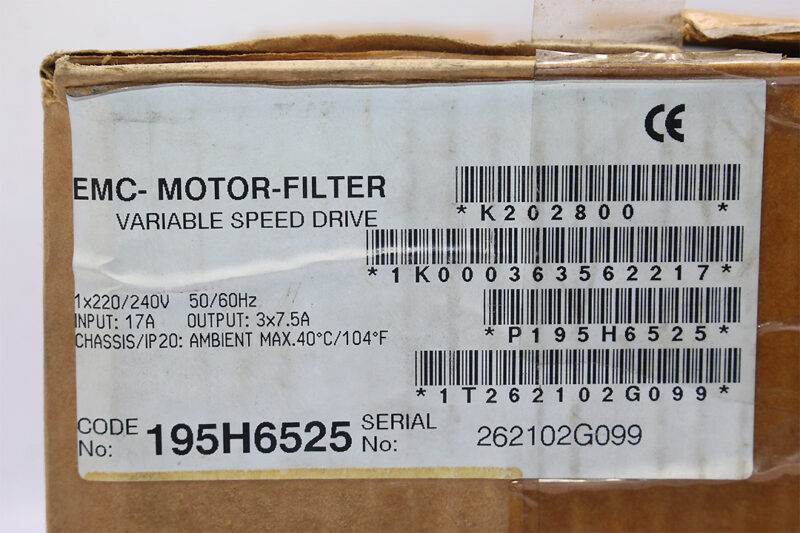 CE
EMC- MOTOR-FILTER
VARIABLE SPEED DRIVE
*K202800*
*1K000363562217*
1x220/240V 50/60Hz
INPUT: 17A OUTPUT: 3x7.5A
CHASSIS/IP20: AMBIENT MAX.40°C/104°F
*P195H6525*
*1T262102G099*
CODE No: 195H6525 SERIAL No: 262102G099